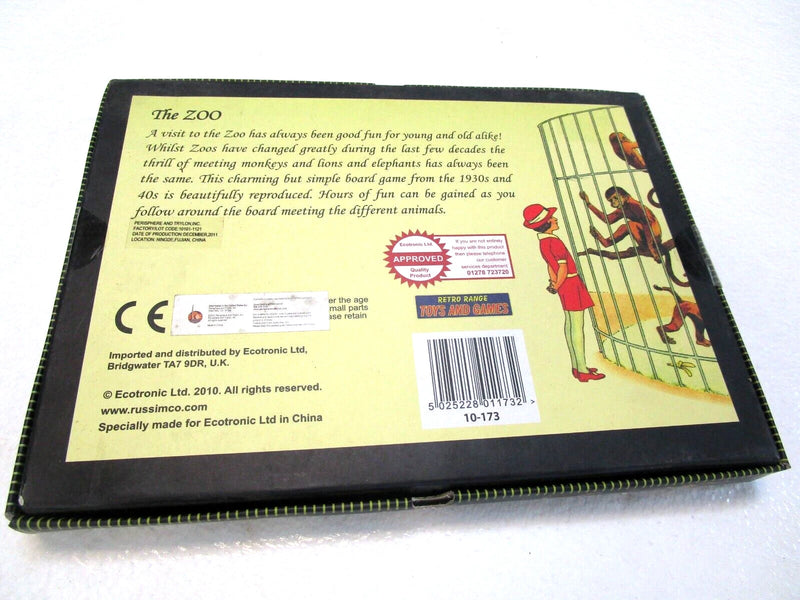 The ZOO
A visit to the Zoo has always been good fun for young and old alike!
Whilst Zoos have changed greatly during the last few decades the
thrill of meeting monkeys and lions and elephants has always been
the same. This charming but simple board game from the 1930s and
40s is beautifully reproduced. Hours of fun can be gained as you
follow around the board meeting the different animals.
PERISPHERE AND TRYLON, INC.
FACTORY/LOT CODE:10191-1121
DATE OF PRODUCTION:DECEMBER,2011
LOCATION: NINGDE,FUJIAN, CHINA
Ecotronic Ltd.
APPROVED
Quality
Product
If you are not entirely
happy with this product
then please telephone
our customer
services department
01278 723720
CE
er the age
mall parts
se retain
RETRO RANGE
TOYS AND GAMES
Imported and distributed by Ecotronic Ltd,
Bridgwater TA7 9DR, U.K.
© Ecotronic Ltd. 2010. All rights reserved.
www.russimco.com
Specially made for Ecotronic Ltd in China
5 025228 011732 >
10-173